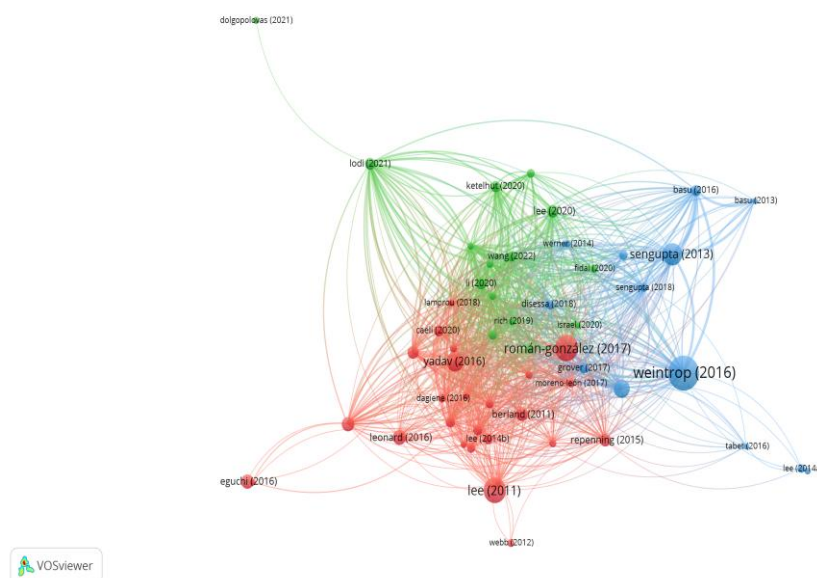 dolgopolovas (2021)
lodi (2021)
ketelhut (2020)
basu (2016)
basu (2013)
lee (2020)
werner (2014)
wang (2022)
sengupta (2013)
fidai (2020)
li (2020)
sengupta (2018)
lamprou (2018)
disessa (2018)
rich (2019)
israel (2020)
caeli (2020)
román-gonzález (2017)
yadav (2016)
grover (2017)
weintrop (2016)
moreno-león (2017)
dagiene (2016)
berland (2011)
leonard (2016)
lee (2014b)
repenning (2015)
tabet (2016)
lee (2014a
eguchi (2016)
lee (2011)
webb (2012)
VOSviewer